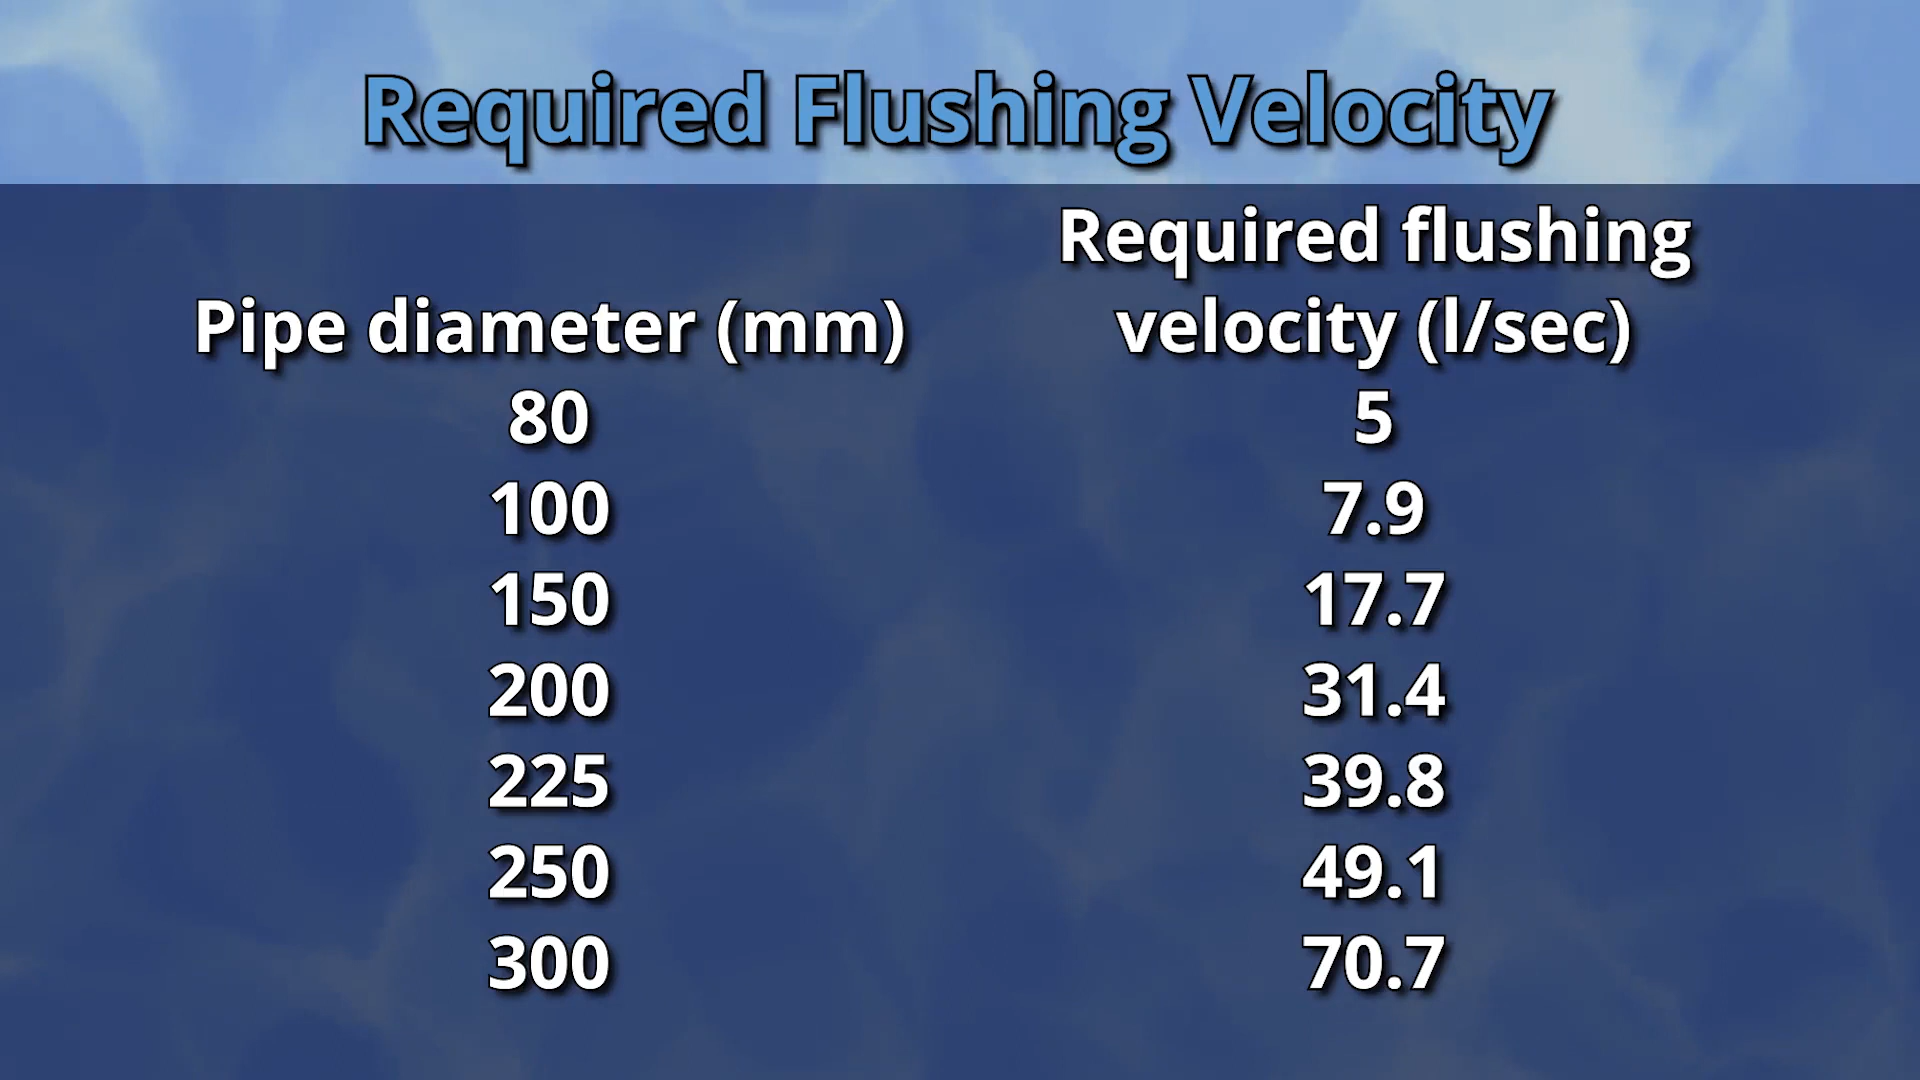 Required Flushing Velocity
Required flushing
Pipe diameter (mm) velocity (l/sec)
80 5
100 7.9
150 17.7
200 31.4
225 39.8
250 49.1
300 70.7